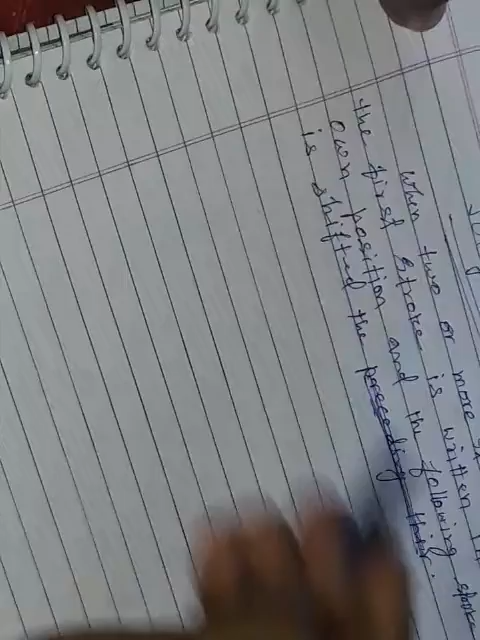 When two or more
the first stroke is written
own position and the following stroke
is shifted the preceding